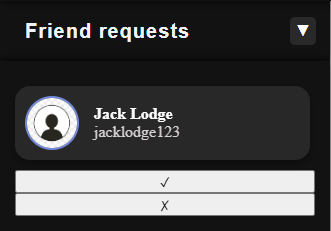 Friend requests ▼
Jack Lodge
jacklodge123
✓
✗